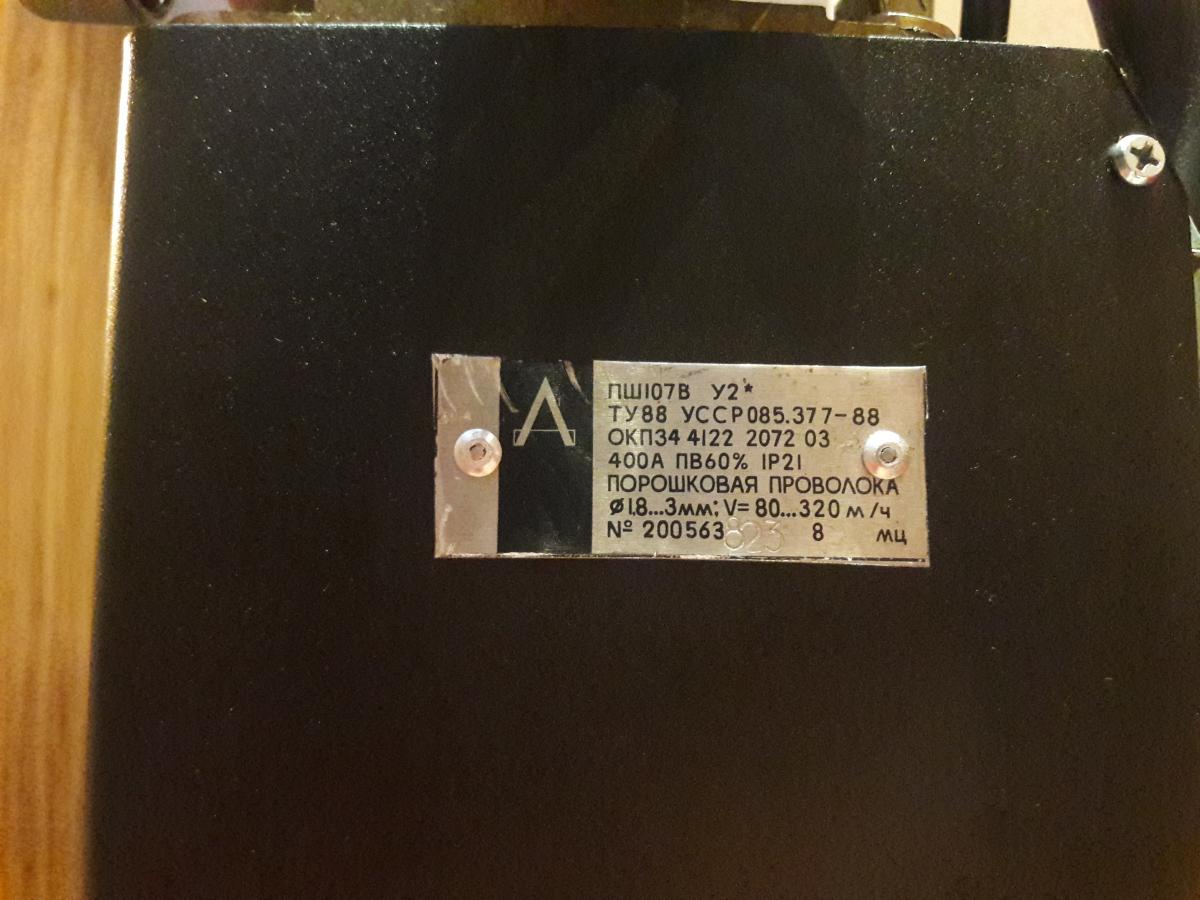 ПШ107В У2*
ТУ88 УССР085.377-88
ОКП34 4122 2072 03
400А ПВ60% IP21
ПОРОШКОВАЯ ПРОВОЛОКА
ø1,8...3мм; V= 80...320 м/ч
№ 200563 823 8 мц